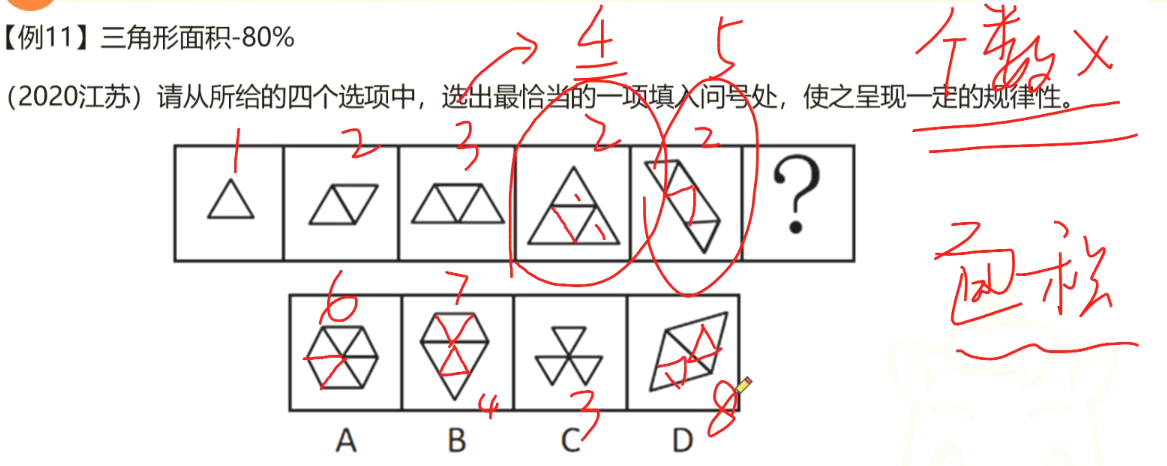 【例11】三角形面积-80%
4 5 个数×
（2020江苏）请从所给的四个选项中，选出最恰当的一项填入问号处，使之呈现一定的规律性。
1 2 3 2 2
?
面积
6 7
4 3 8
A B C D